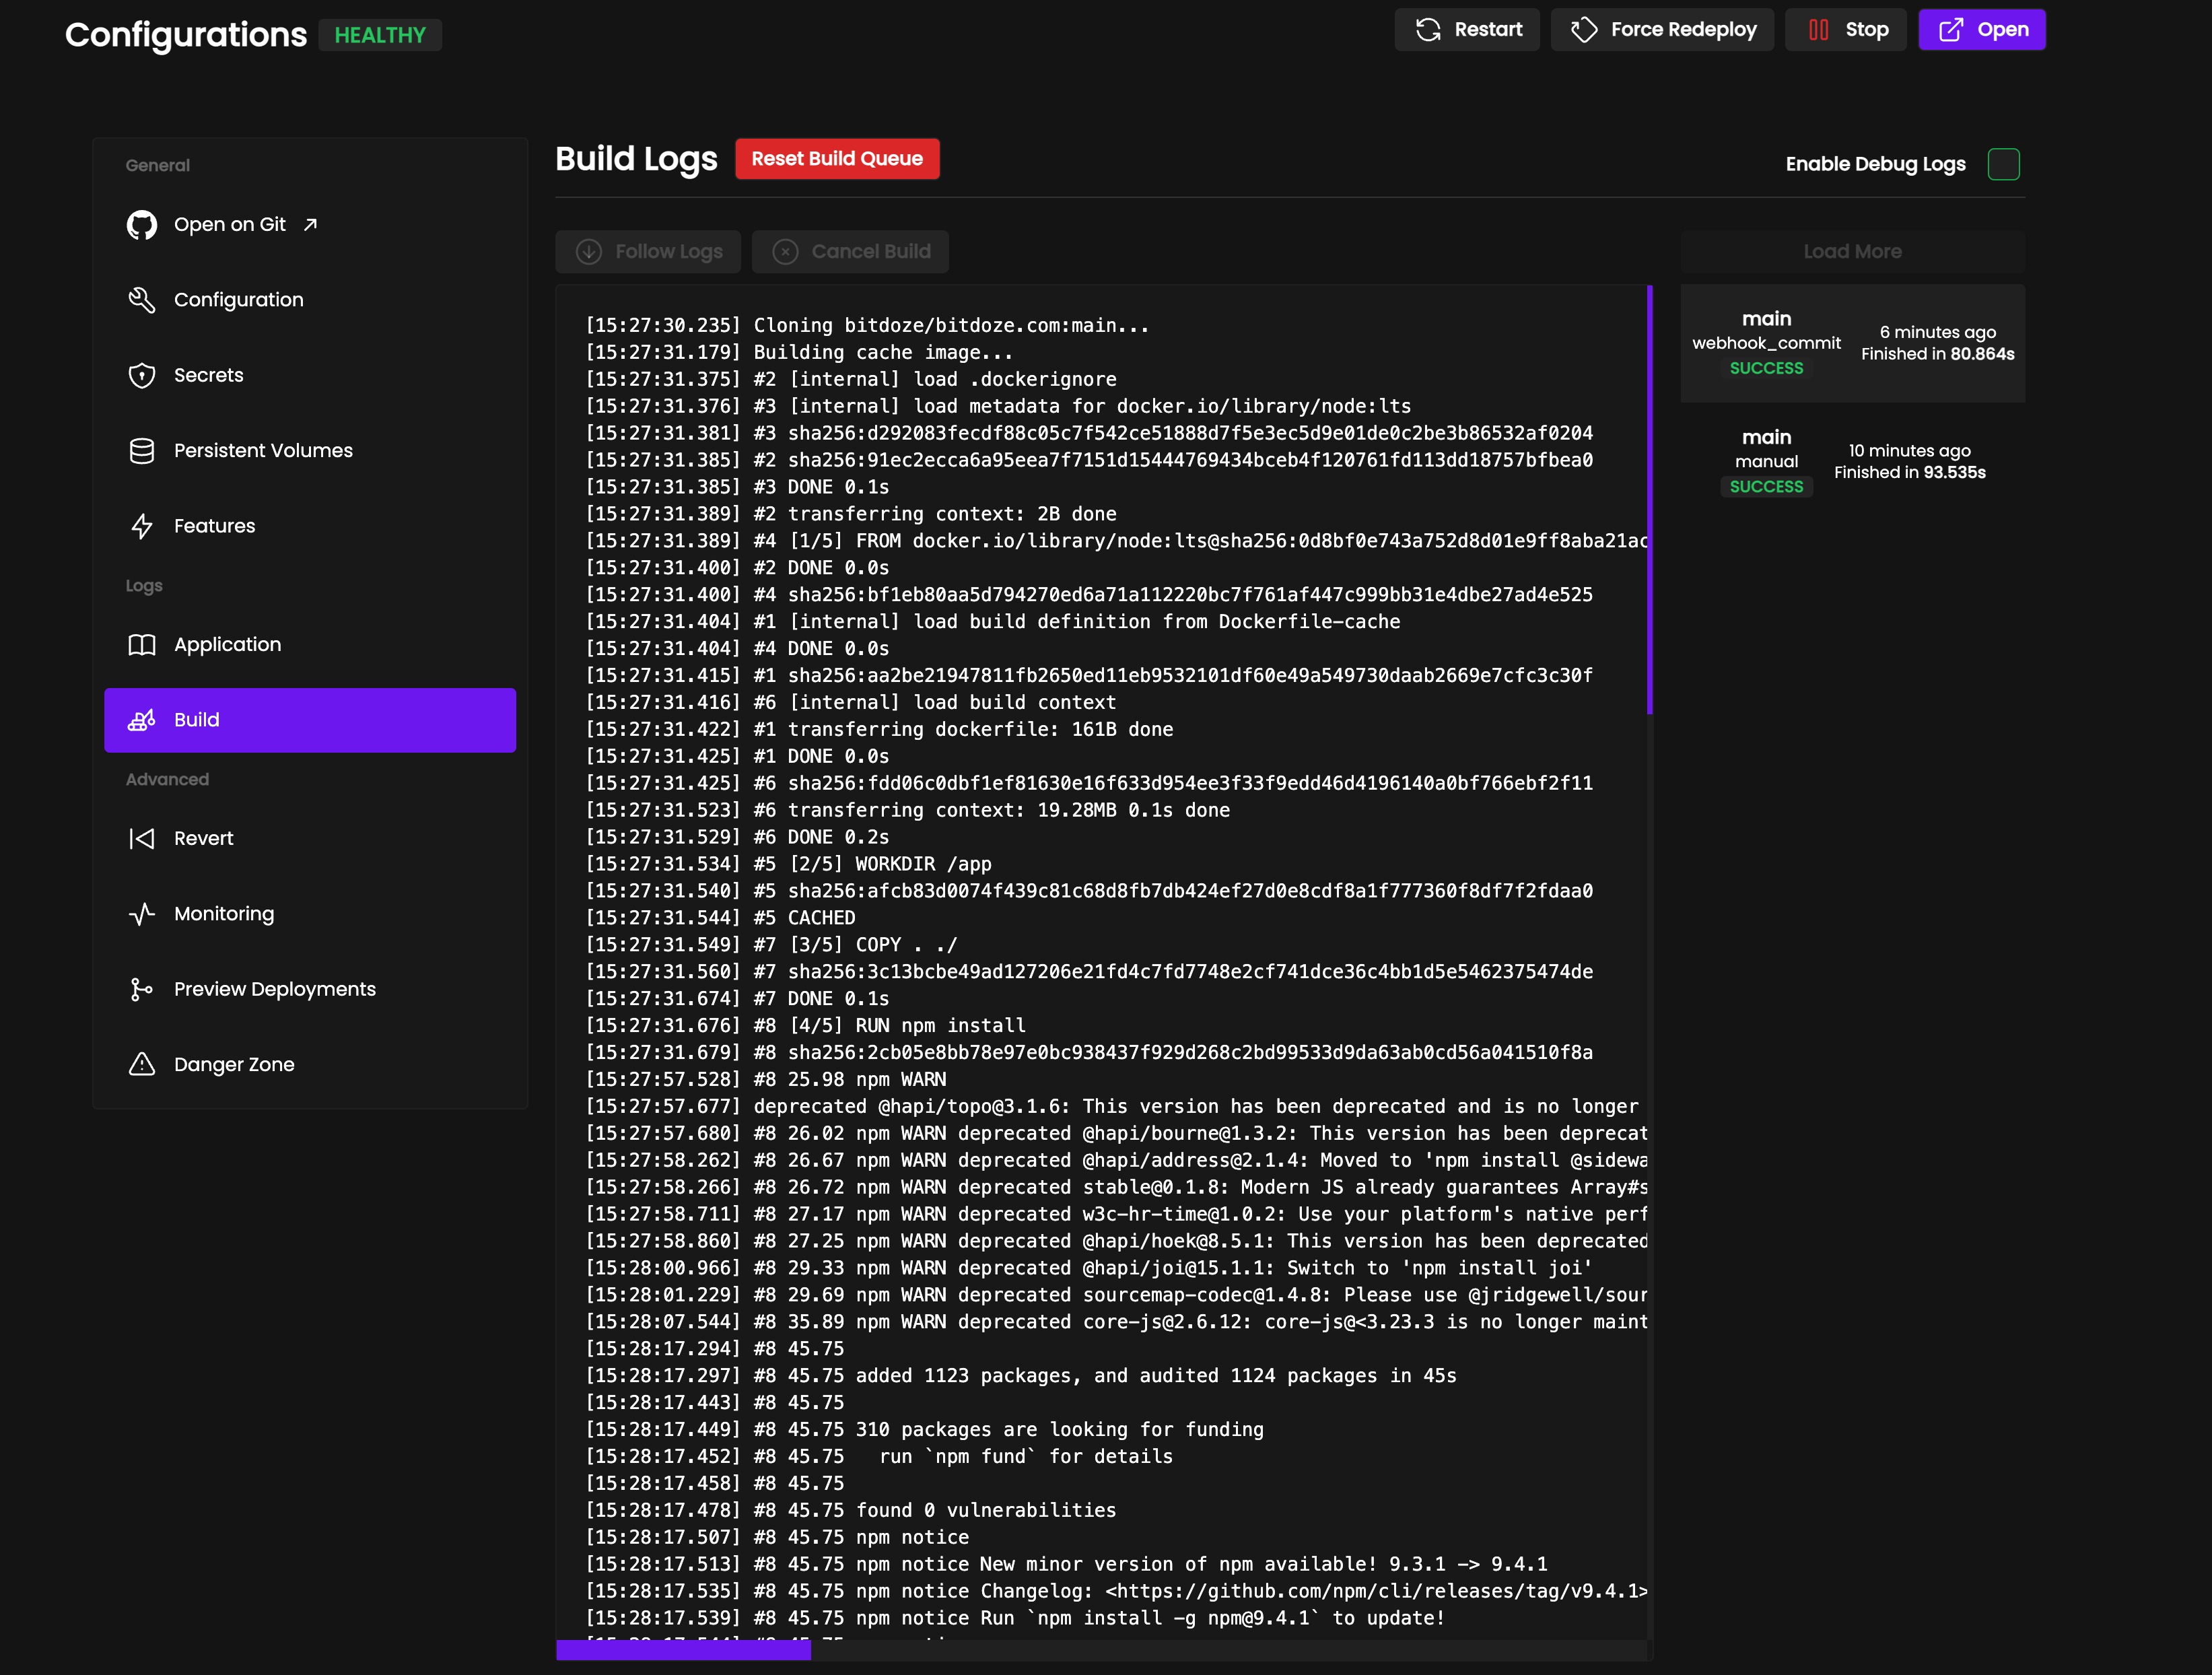 Configurations HEALTHY
Restart
Force Redeploy
Stop
Open
General
Open on Git
Configuration
Secrets
Persistent Volumes
Features
Logs
Application
Build
Advanced
Revert
Monitoring
Preview Deployments
Danger Zone
Build Logs
Reset Build Queue
Enable Debug Logs
Follow Logs
Cancel Build
[15:27:30.235] Cloning bitdoze/bitdoze.com:main...
[15:27:31.179] Building cache image...
[15:27:31.375] #2 [internal] load .dockerignore
[15:27:31.376] #3 [internal] load metadata for docker.io/library/node:lts
[15:27:31.381] #3 sha256:d292083fecdf88c05c7f542ce51888d7f5e3ec5d9e01de0c2be3b86532af0204
[15:27:31.385] #2 sha256:91ec2ecca6a95eea7f7151d15444769434bceb4f120761fd113dd18757bfbea0
[15:27:31.385] #3 DONE 0.1s
[15:27:31.389] #2 transferring context: 2B done
[15:27:31.389] #4 [1/5] FROM docker.io/library/node:lts@sha256:0d8bf0e743a752d8d01e9ff8aba21ac
[15:27:31.400] #2 DONE 0.0s
[15:27:31.400] #4 sha256:bf1eb80aa5d794270ed6a71a112220bc7f761af447c999bb31e4dbe27ad4e525
[15:27:31.404] #1 [internal] load build definition from Dockerfile-cache
[15:27:31.404] #4 DONE 0.0s
[15:27:31.415] #1 sha256:aa2be21947811fb2650ed11eb9532101df60e49a549730daab2669e7cfc3c30f
[15:27:31.416] #6 [internal] load build context
[15:27:31.422] #1 transferring dockerfile: 161B done
[15:27:31.425] #1 DONE 0.0s
[15:27:31.425] #6 sha256:fdd06c0dbf1ef81630e16f633d954ee3f33f9edd46d4196140a0bf766ebf2f11
[15:27:31.523] #6 transferring context: 19.28MB 0.1s done
[15:27:31.529] #6 DONE 0.2s
[15:27:31.534] #5 [2/5] WORKDIR /app
[15:27:31.540] #5 sha256:afcb83d0074f439c81c68d8fb7db424ef27d0e8cdf8a1f777360f8df7f2fdaa0
[15:27:31.544] #5 CACHED
[15:27:31.549] #7 [3/5] COPY . ./
[15:27:31.560] #7 sha256:3c13bcbe49ad127206e21fd4c7fd7748e2cf741dce36c4bb1d5e5462375474de
[15:27:31.674] #7 DONE 0.1s
[15:27:31.676] #8 [4/5] RUN npm install
[15:27:31.679] #8 sha256:2cb05e8bb78e97e0bc938437f929d268c2bd99533d9da63ab0cd56a041510f8a
[15:27:57.528] #8 25.98 npm WARN
[15:27:57.677] deprecated @hapi/topo@3.1.6: This version has been deprecated and is no longer
[15:27:57.680] #8 26.02 npm WARN deprecated @hapi/bourne@1.3.2: This version has been deprecat
[15:27:58.262] #8 26.67 npm WARN deprecated @hapi/address@2.1.4: Moved to 'npm install @sidewa
[15:27:58.266] #8 26.72 npm WARN deprecated stable@0.1.8: Modern JS already guarantees Array#s
[15:27:58.711] #8 27.17 npm WARN deprecated w3c-hr-time@1.0.2: Use your platform's native perf
[15:27:58.860] #8 27.25 npm WARN deprecated @hapi/hoek@8.5.1: This version has been deprecated
[15:28:00.966] #8 29.33 npm WARN deprecated @hapi/joi@15.1.1: Switch to 'npm install joi'
[15:28:01.229] #8 29.69 npm WARN deprecated sourcemap-codec@1.4.8: Please use @jridgewell/sour
[15:28:07.544] #8 35.89 npm WARN deprecated core-js@2.6.12: core-js@<3.23.3 is no longer maint
[15:28:17.294] #8 45.75
[15:28:17.297] #8 45.75 added 1123 packages, and audited 1124 packages in 45s
[15:28:17.443] #8 45.75
[15:28:17.449] #8 45.75 310 packages are looking for funding
[15:28:17.452] #8 45.75   run `npm fund` for details
[15:28:17.458] #8 45.75
[15:28:17.478] #8 45.75 found 0 vulnerabilities
[15:28:17.507] #8 45.75 npm notice
[15:28:17.513] #8 45.75 npm notice New minor version of npm available! 9.3.1 -> 9.4.1
[15:28:17.535] #8 45.75 npm notice Changelog: <https://github.com/npm/cli/releases/tag/v9.4.1>
[15:28:17.539] #8 45.75 npm notice Run `npm install -g npm@9.4.1` to update!
Load More
main
webhook_commit
SUCCESS
6 minutes ago
Finished in 80.864s
main
manual
SUCCESS
10 minutes ago
Finished in 93.535s